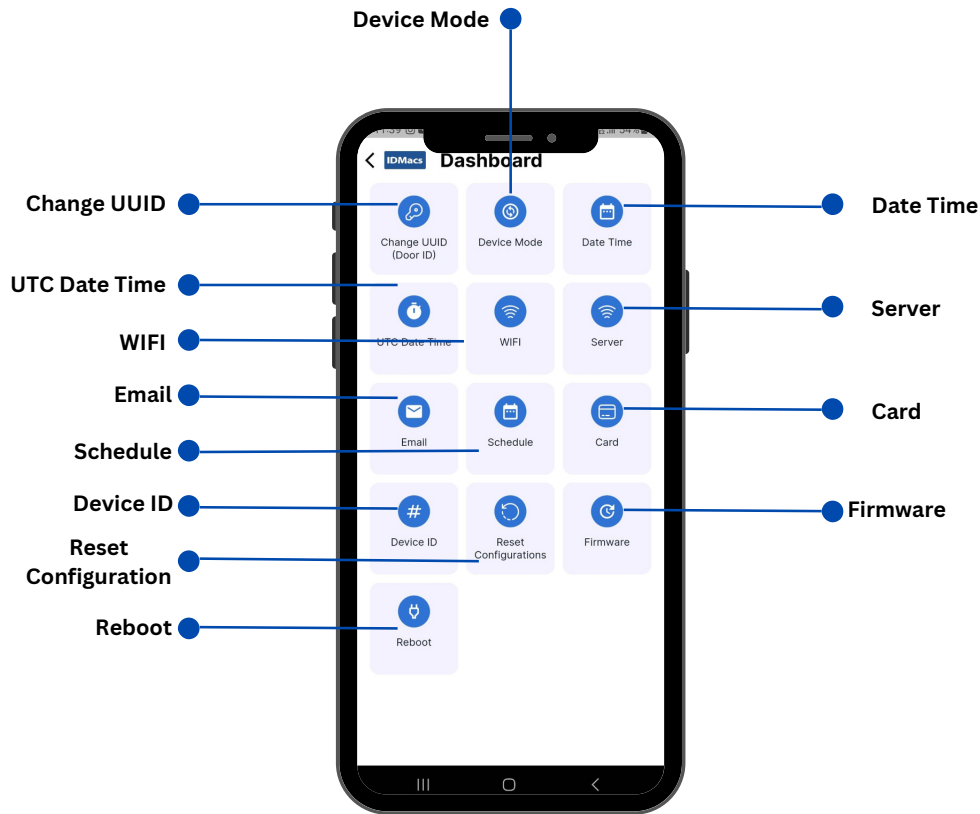 Device Mode
IDMacs Dashboard
Change UUID
Date Time
Change UUID
(Door ID)
Device Mode
Date Time
UTC Date Time
Server
WIFI
UTC Date Time
WIFI
Server
Email
Card
Email
Schedule
Card
Schedule
Device ID
Firmware
Device ID
Reset
Configurations
Firmware
Reset
Configuration
Reboot
Reboot